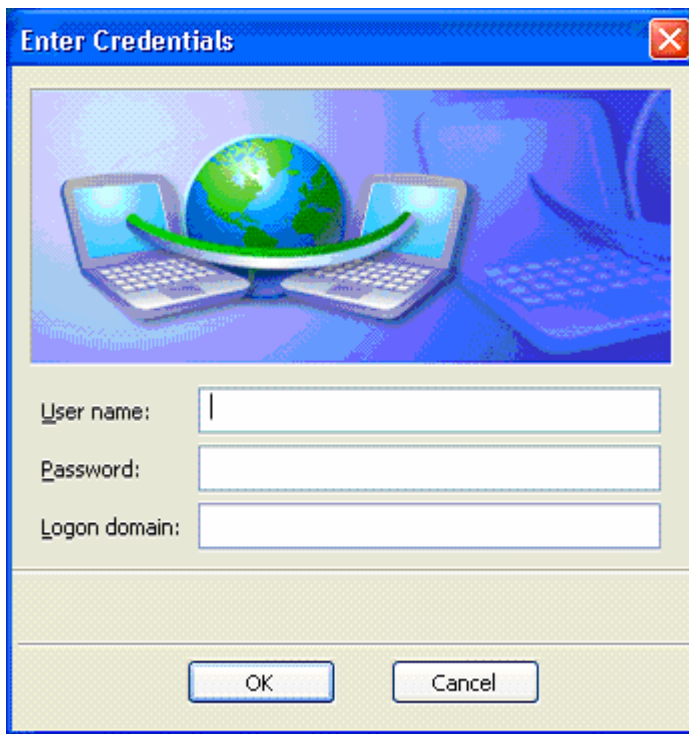 Enter Credentials
User name:
Password:
Logon domain:
OK
Cancel